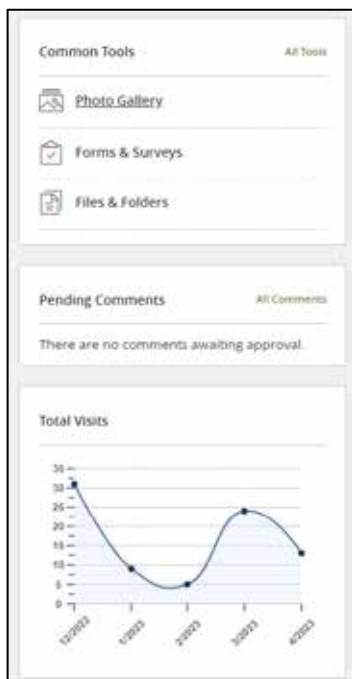 Common Tools
All Tools
Photo Gallery
Forms & Surveys
Files & Folders
Pending Comments
All Comments
There are no comments awaiting approval.
Total Visits
35
30
25
20
15
10
5
0
12/2022
1/2023
2/2023
3/2023
4/2023